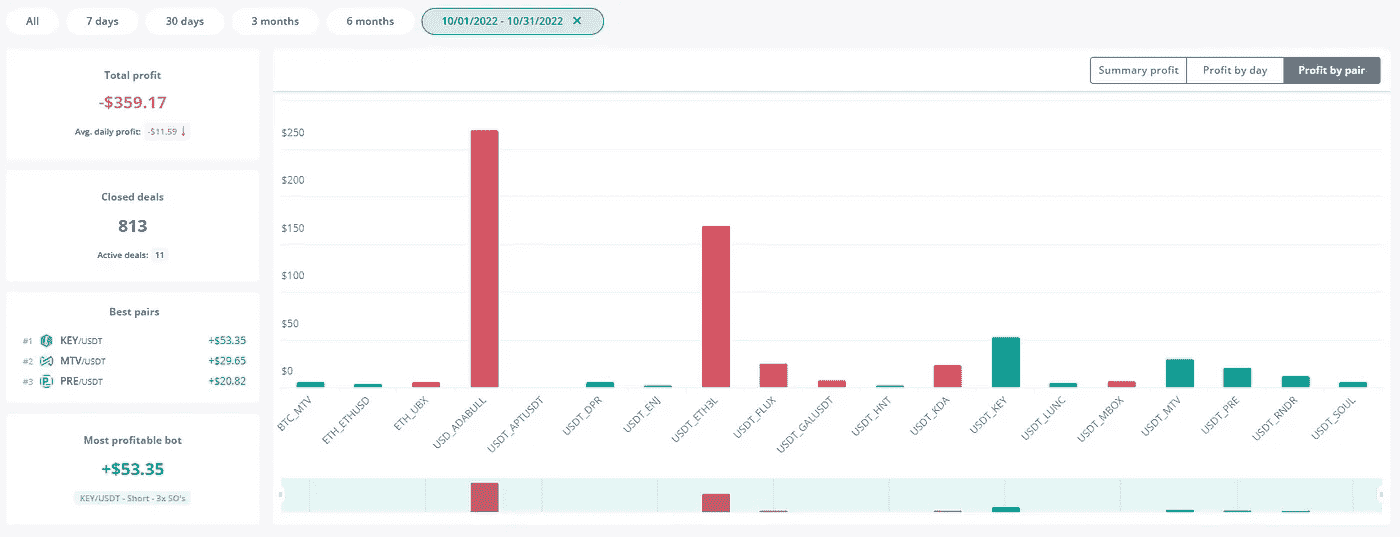 All
7 days
30 days
3 months
6 months
10/01/2022 - 10/31/2022 ×
Total profit
-$359.17
Avg. daily profit: -$11.59 ↓
Closed deals
813
Active deals: 11
Best pairs
#1 KEY/USDT +$53.35
#2 MTV/USDT +$29.65
#3 PRE/USDT +$20.82
Most profitable bot
+$53.35
KEY/USDT - Short - 3x SO's
Summary profit
Profit by day
Profit by pair
$250
$200
$150
$100
$50
$0
BTC_MTV
ETH_ETHUSD
ETH_UBX
USD_ADABULL
USDT_APTUSDT
USDT_DPR
USDT_ENJ
USDT_ETH3L
USDT_FLUX
USDT_GALUSDT
USDT_HNT
USDT_KDA
USDT_KEY
USDT_LUNC
USDT_MBOX
USDT_MTV
USDT_PRE
USDT_RNDR
USDT_SOUL